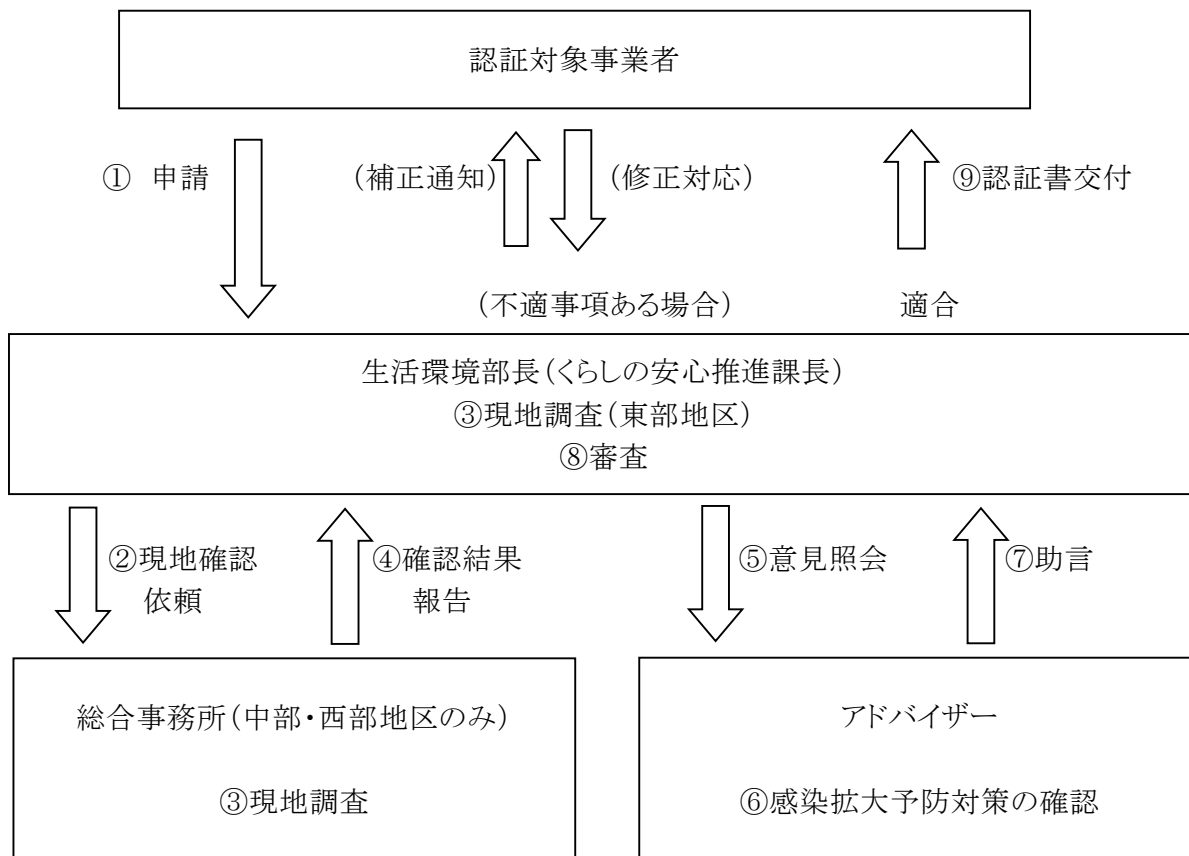 認証対象事業者
① 申請
(補正通知)
(修正対応)
⑨認証書交付
(不適事項ある場合)
適合
生活環境部長(くらしの安心推進課長)
③現地調査(東部地区)
⑧審査
②現地確認
依頼
④確認結果
報告
⑤意見照会
⑦助言
総合事務所(中部・西部地区のみ)
③現地調査
アドバイザー
⑥感染拡大予防対策の確認